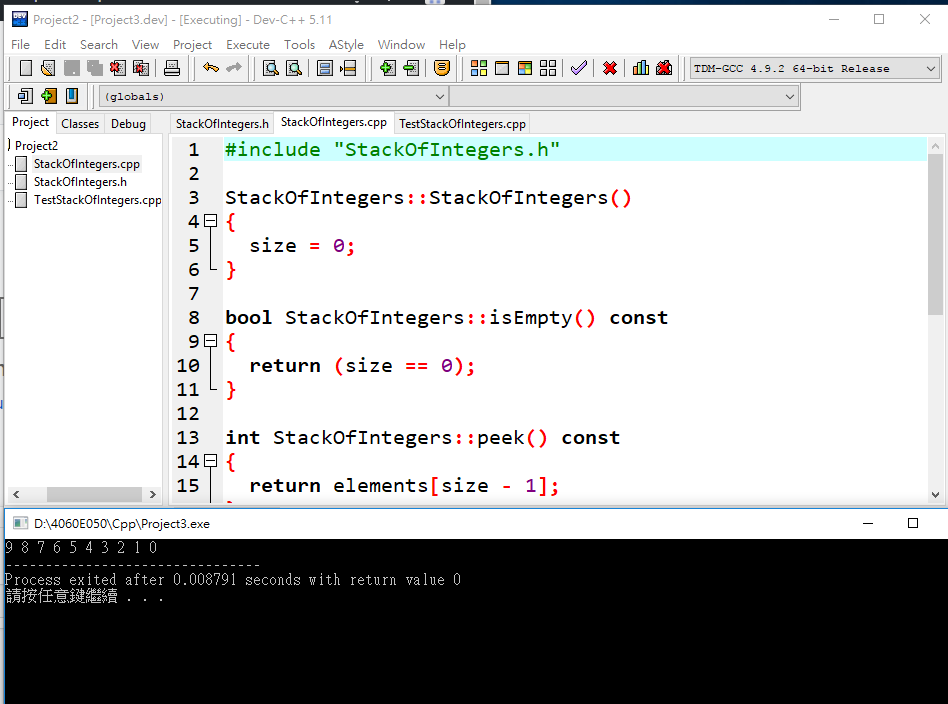 Project2 - [Project3.dev] - [Executing] - Dev-C++ 5.11
File Edit Search View Project Execute Tools AStyle Window Help
TDM-GCC 4.9.2 64-bit Release
(globals)
Project Classes Debug
StackOfIntegers.h StackOfIntegers.cpp TestStackOfIntegers.cpp
Project2
StackOfIntegers.cpp
StackOfIntegers.h
TestStackOfIntegers.cpp
1 #include "StackOfIntegers.h"
2
3 StackOfIntegers::StackOfIntegers()
4 {
5 size = 0;
6 }
7
8 bool StackOfIntegers::isEmpty() const
9 {
10 return (size == 0);
11 }
12
13 int StackOfIntegers::peek() const
14 {
15 return elements[size - 1];
D:\4060E050\Cpp\Project3.exe
9 8 7 6 5 4 3 2 1 0
--------------------------------
Process exited after 0.008791 seconds with return value 0
請按任意鍵繼續 . . .